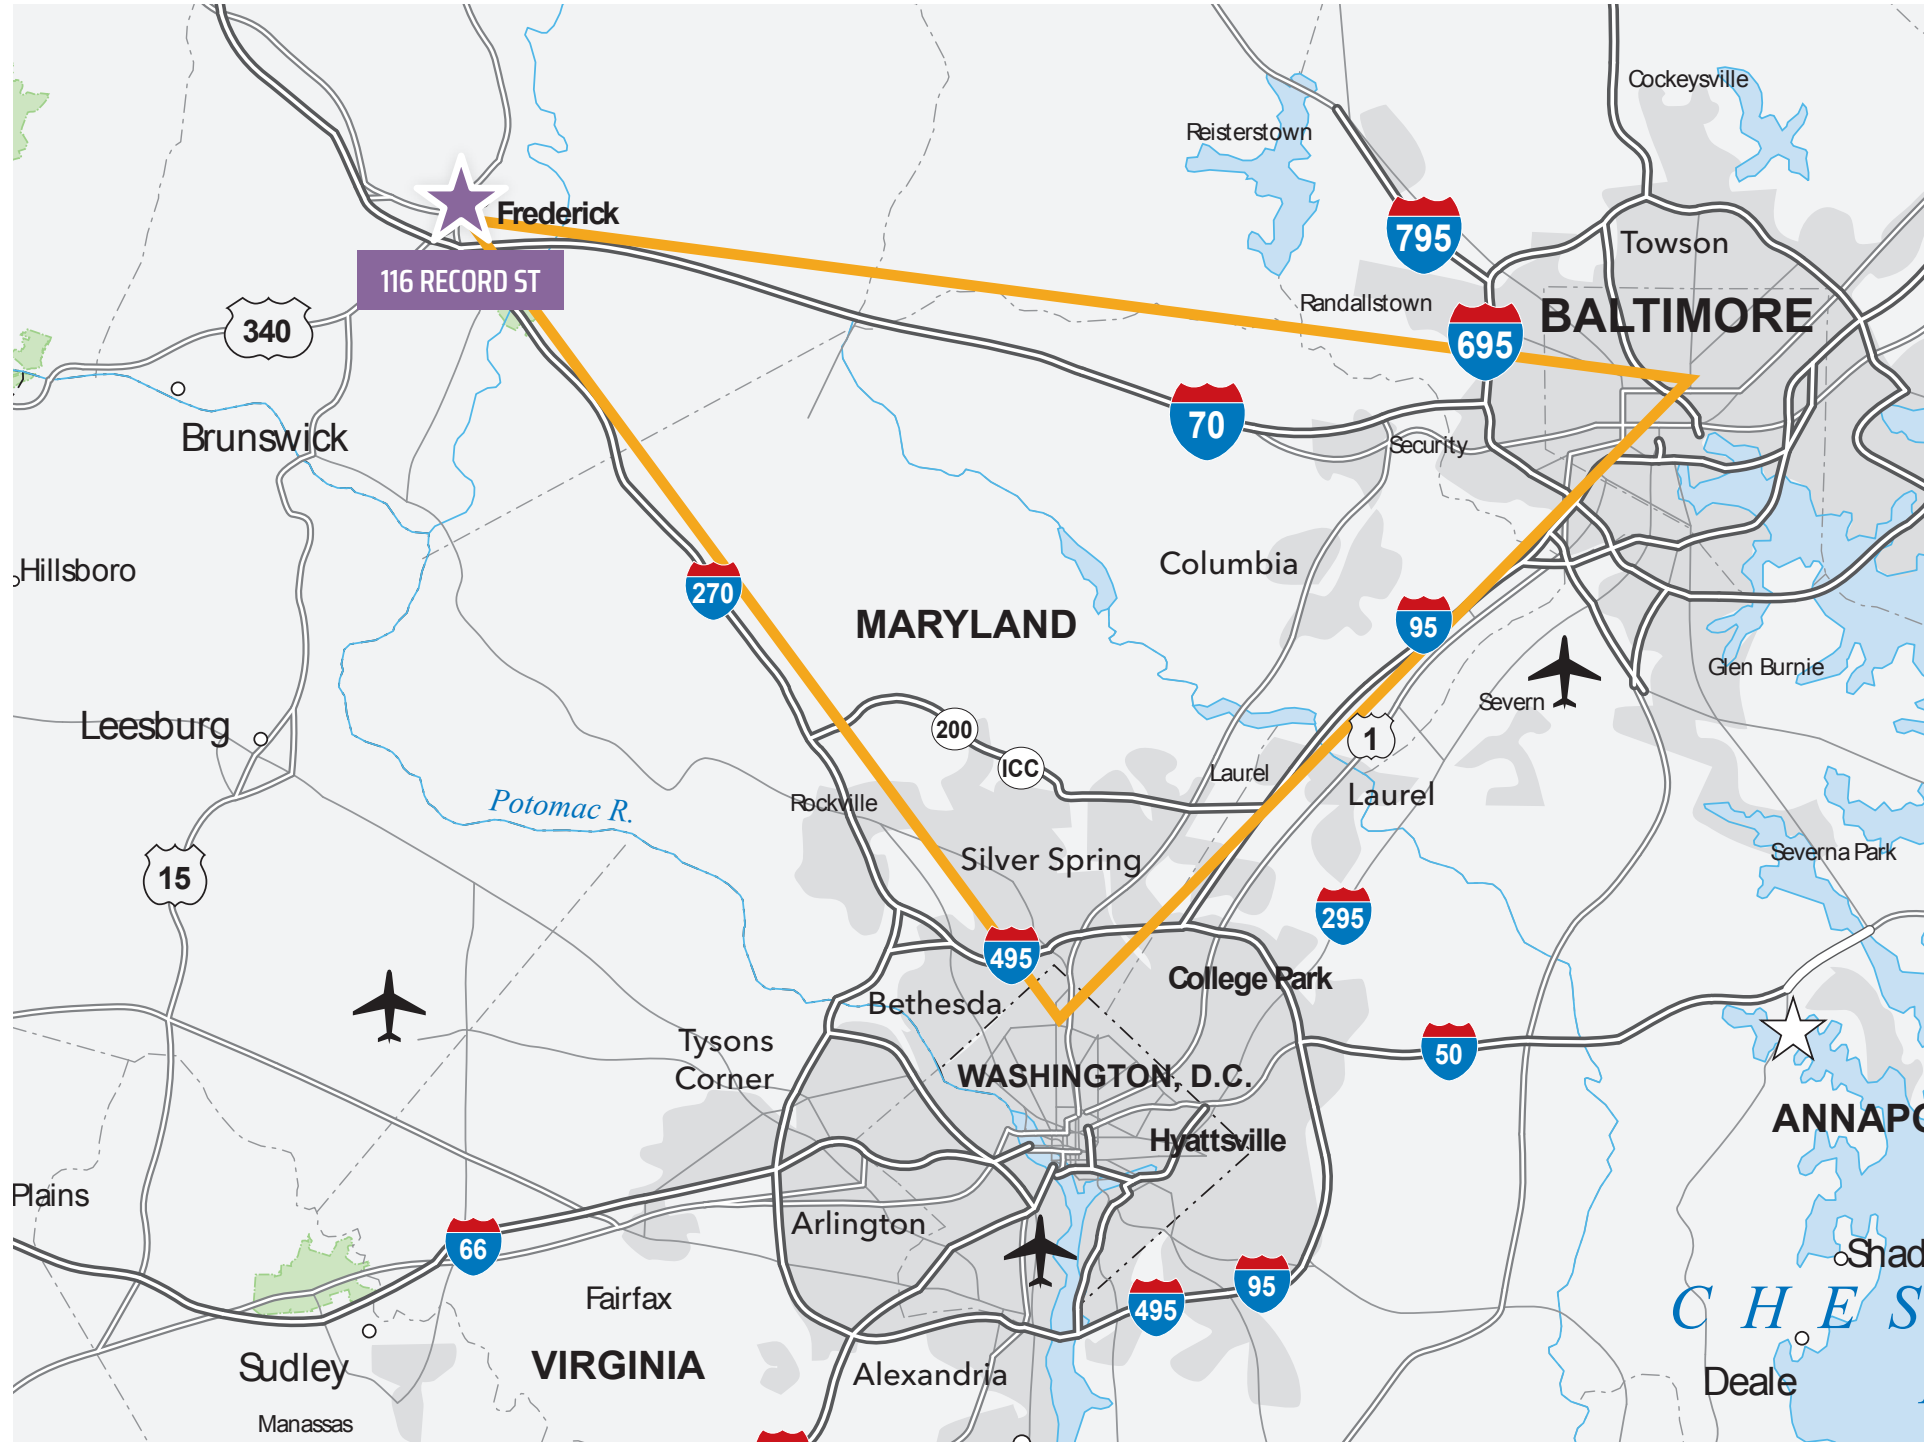 Cockeysville
Reisterstown
Frederick
795
Towson
116 RECORD ST
Randallstown
BALTIMORE
340
695
70
Brunswick
Security
Hillsboro
Columbia
270
MARYLAND
95
Glen Burnie
Severn
Leesburg
200
1
ICC
Laurel
Rockville
Laurel
Potomac R.
Silver Spring
Severna Park
15
295
495
College Park
Bethesda
Tysons
Corner
50
WASHINGTON, D.C.
ANNAPO
Hyattsville
Plains
Arlington
66
Shad
95
Fairfax
495
CHES
VIRGINIA
Sudley
Alexandria
Deale
Manassas